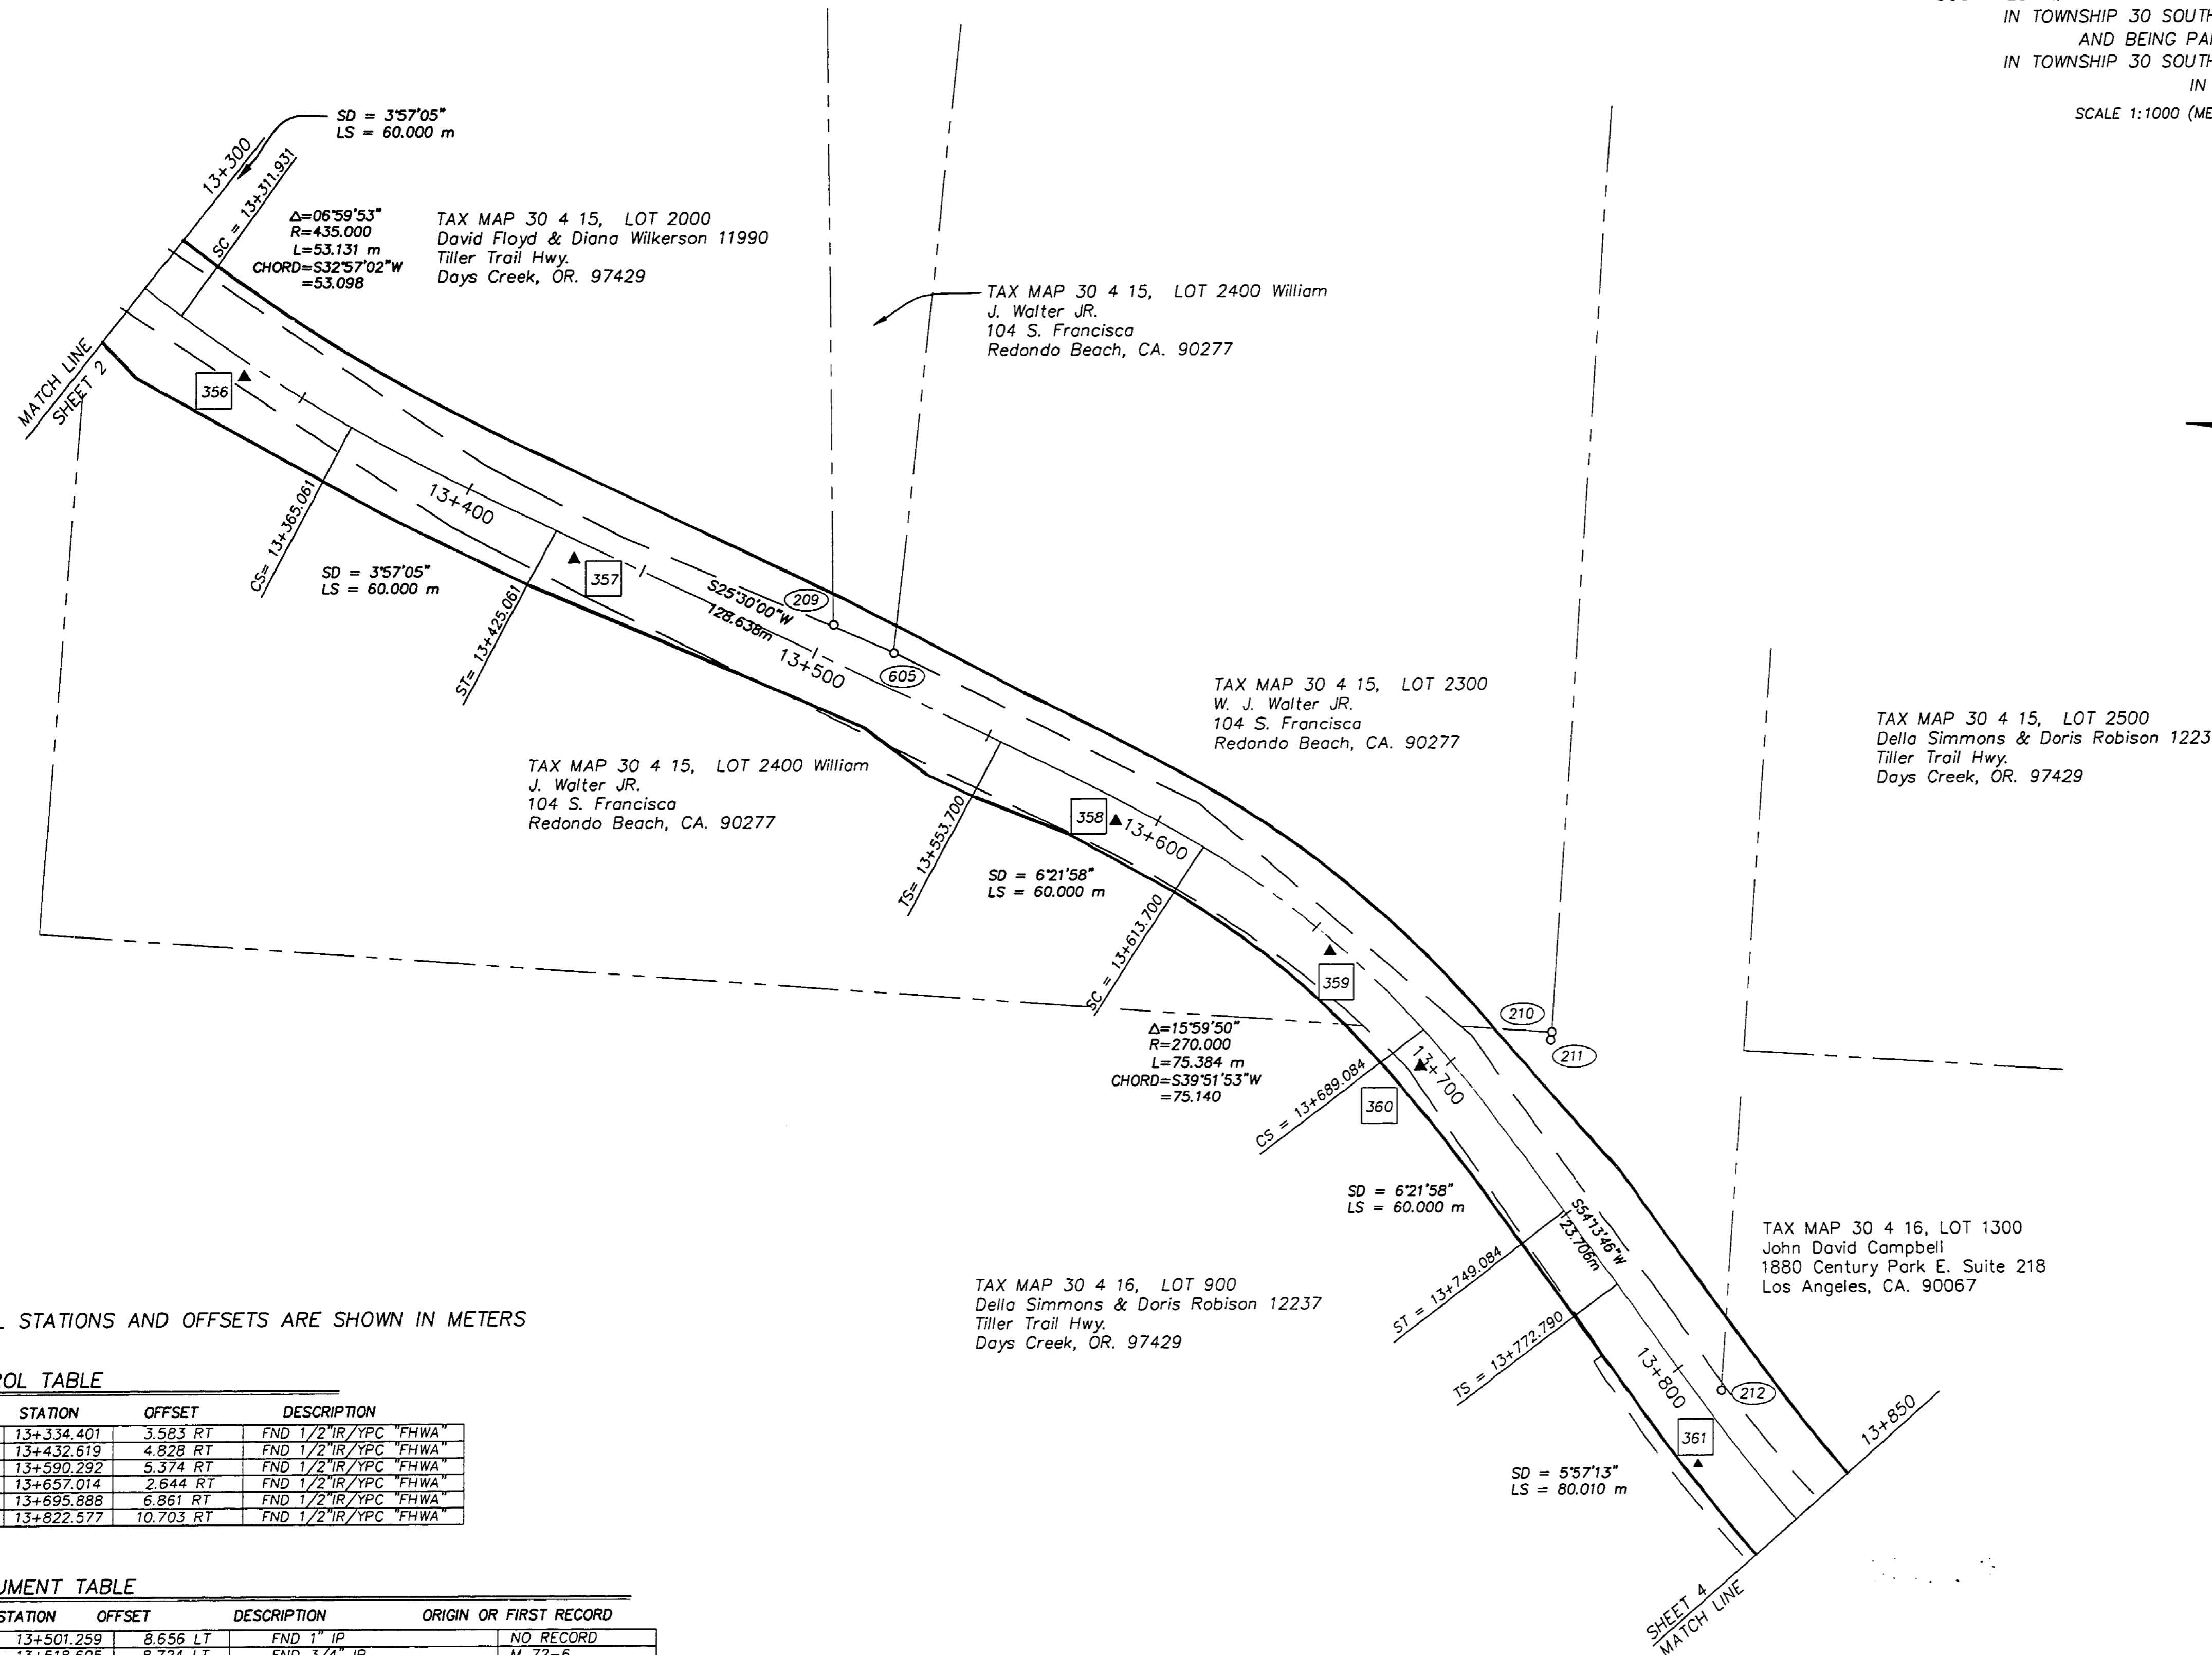 IN TOWNSHIP 30 SOUTH
AND BEING PA
IN TOWNSHIP 30 SOUTH
IN
SCALE 1:1000 (ME
SD = 3°57'05"
LS = 60.000 m
13+300
SC = 13+311.931
Δ=06°59'53"
R=435.000
L=53.131 m
CHORD=S32°57'02"W
=53.098
TAX MAP 30 4 15, LOT 2000
David Floyd & Diana Wilkerson 11990
Tiller Trail Hwy.
Days Creek, OR. 97429
TAX MAP 30 4 15, LOT 2400 William
J. Walter JR.
104 S. Francisca
Redondo Beach, CA. 90277
MATCH LINE
SHEET 2
356
CS= 13+365.061
13+400
SD = 3°57'05"
LS = 60.000 m
ST= 13+425.061
357
S25°30'00"W
128.638m
209
13+500
605
TAX MAP 30 4 15, LOT 2300
W. J. Walter JR.
104 S. Francisca
Redondo Beach, CA. 90277
TAX MAP 30 4 15, LOT 2500
Della Simmons & Doris Robison 1223
Tiller Trail Hwy.
Days Creek, OR. 97429
TAX MAP 30 4 15, LOT 2400 William
J. Walter JR.
104 S. Francisca
Redondo Beach, CA. 90277
TS= 13+553.700
358
13+600
SD = 6°21'58"
LS = 60.000 m
SC = 13+613.700
359
Δ=15°59'50"
R=270.000
L=75.384 m
CHORD=S39°51'53"W
=75.140
210
211
CS = 13+689.084
13+700
360
SD = 6°21'58"
LS = 60.000 m
S54°13'46"W
23.706m
ST = 13+749.084
TS = 13+772.790
TAX MAP 30 4 16, LOT 1300
John David Campbell
1880 Century Park E. Suite 218
Los Angeles, CA. 90067
TAX MAP 30 4 16, LOT 900
Della Simmons & Doris Robison 12237
Tiller Trail Hwy.
Days Creek, OR. 97429
13+800
212
361
13+850
SD = 5°57'13"
LS = 80.010 m
SHEET 4
MATCH LINE
L STATIONS AND OFFSETS ARE SHOWN IN METERS
ROL TABLE
STATION OFFSET DESCRIPTION
13+334.401 3.583 RT FND 1/2"IR/YPC "FHWA"
13+432.619 4.828 RT FND 1/2"IR/YPC "FHWA"
13+590.292 5.374 RT FND 1/2"IR/YPC "FHWA"
13+657.014 2.644 RT FND 1/2"IR/YPC "FHWA"
13+695.888 6.861 RT FND 1/2"IR/YPC "FHWA"
13+822.577 10.703 RT FND 1/2"IR/YPC "FHWA"
UMENT TABLE
STATION OFFSET DESCRIPTION ORIGIN OR FIRST RECORD
13+501.259 8.656 LT FND 1" IP NO RECORD
13+518.605 8.724 LT FND 3/4" IP M 72-6